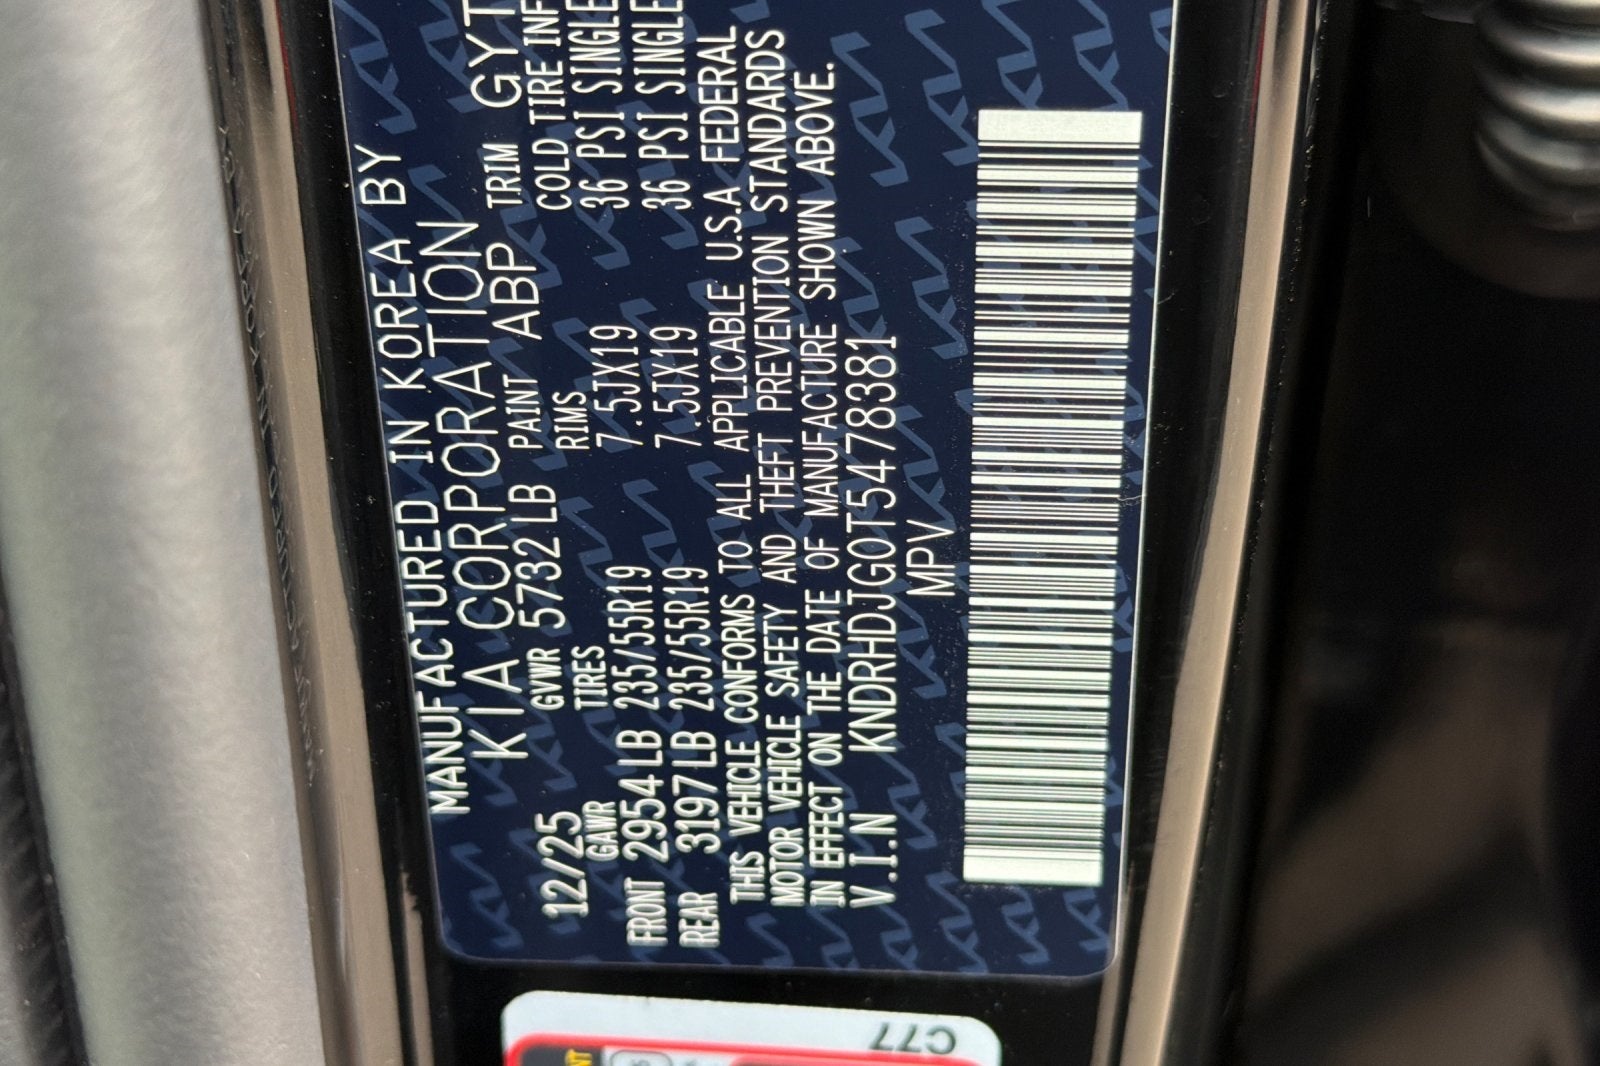 MANUFACTURED IN KOREA BY
KIA CORPORATION
12/25 GVWR 5732 LB PAINT ABP TRIM GYT
GAWR TIRES RIMS COLD TIRE INF
FRONT 2954 LB 235/55R19 7.5JX19 36 PSI SINGLE
REAR 3197 LB 235/55R19 7.5JX19 36 PSI SINGLE
THIS VEHICLE CONFORMS TO ALL APPLICABLE U.S.A FEDERAL
MOTOR VEHICLE SAFETY AND THEFT PREVENTION STANDARDS
IN EFFECT ON THE DATE OF MANUFACTURE SHOWN ABOVE.
V.I.N KNDRHDJG0T5478381
MPV
C77